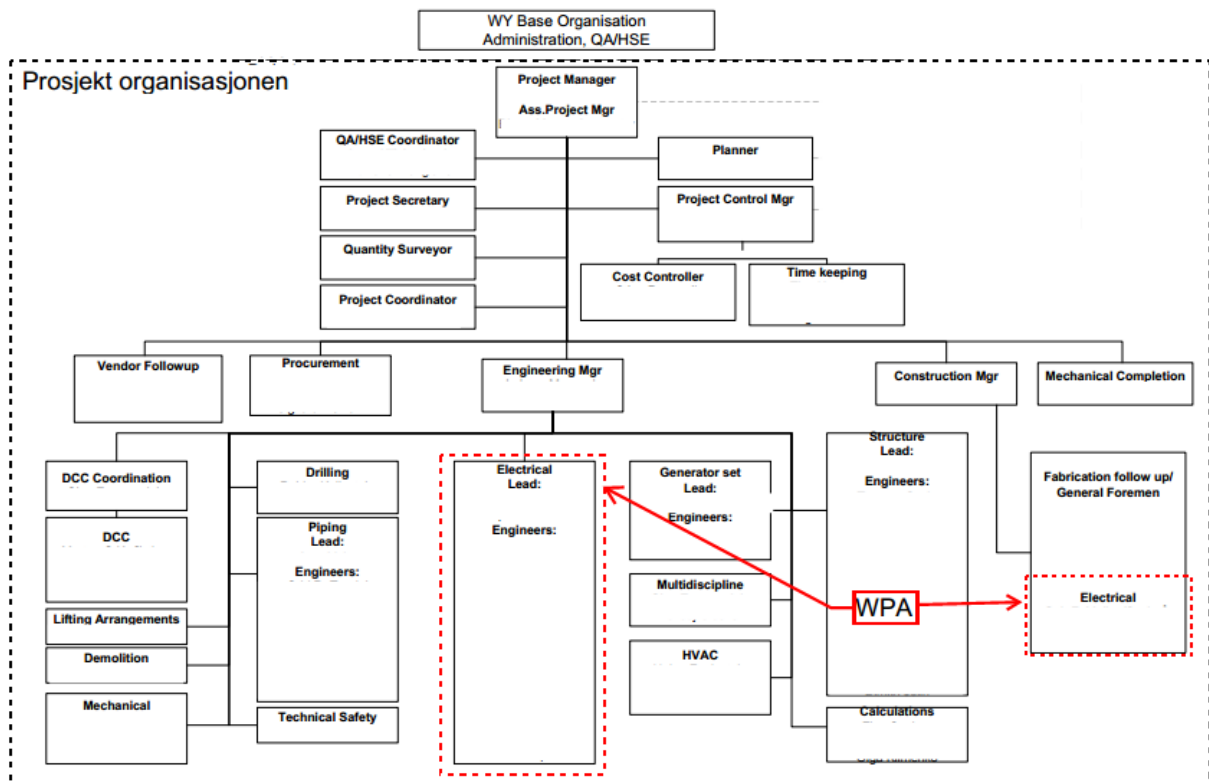 WY Base Organisation
Administration, QA/HSE
Prosjekt organisasjonen
Project Manager
Ass.Project Mgr
QA/HSE Coordinator
Planner
Project Secretary
Project Control Mgr
Quantity Surveyor
Cost Controller
Time keeping
Project Coordinator
Vendor Followup
Procurement
Engineering Mgr
Construction Mgr
Mechanical Completion
DCC Coordination
Drilling
Electrical
Lead:
Engineers:
Generator set
Lead:
Engineers:
Structure
Lead:
Engineers:
Fabrication follow up/
General Foremen
DCC
Piping
Lead:
Engineers:
Multidiscipline
WPA
Electrical
Lifting Arrangements
Demolition
HVAC
Mechanical
Technical Safety
Calculations